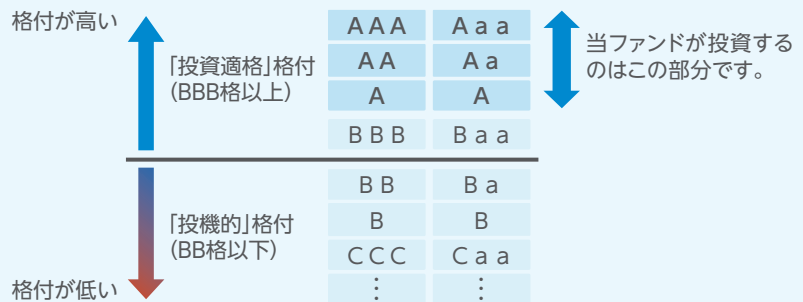 格付が高い
「投資適格」格付
（BBB格以上）
AAA Aaa
AA Aa
A A
BBB Baa
当ファンドが投資する
のはこの部分です。
「投機的」格付
（BB格以下）
BB Ba
B B
CCC Caa
⋮ ⋮
格付が低い